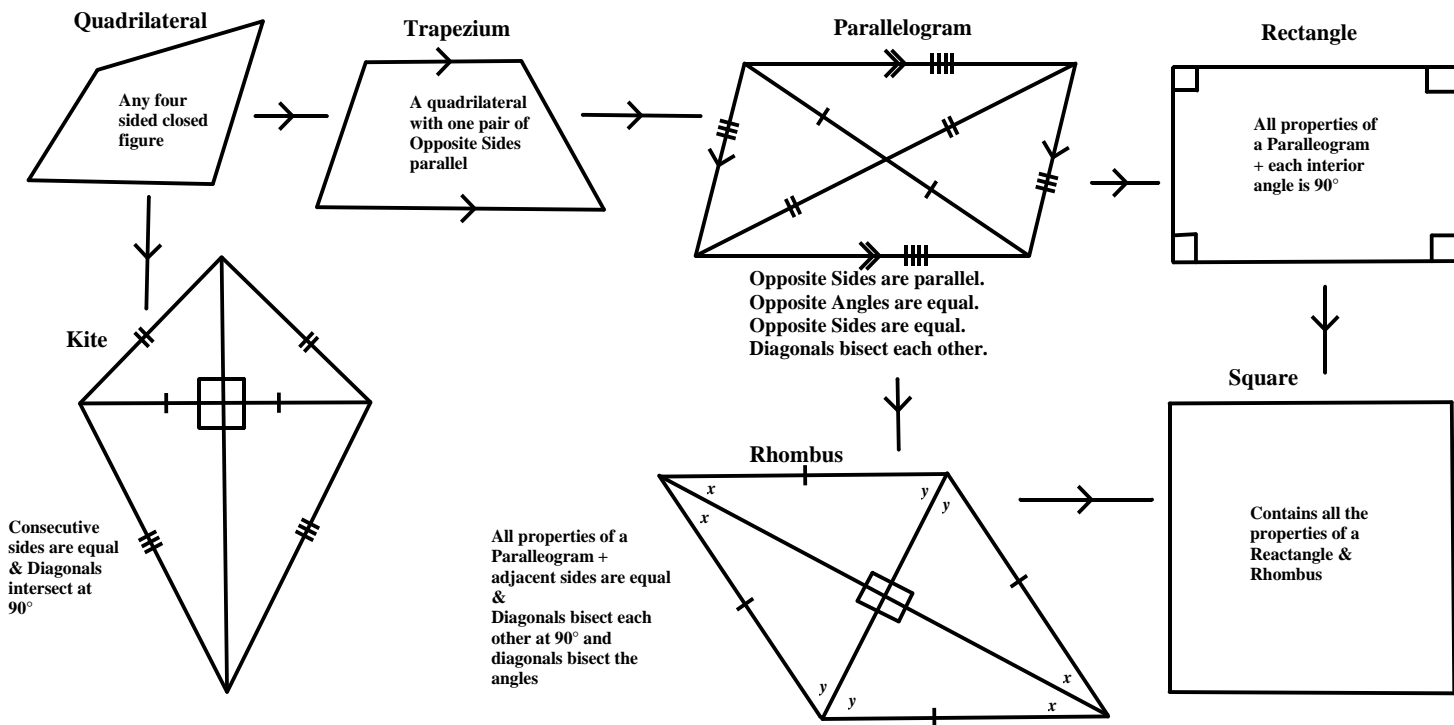 Quadrilateral
Any four
sided closed
figure
Trapezium
A quadrilateral
with one pair of
Opposite Sides
parallel
Parallelogram
Opposite Sides are parallel.
Opposite Angles are equal.
Opposite Sides are equal.
Diagonals bisect each other.
Rectangle
All properties of
a Paralleogram
+ each interior
angle is 90°
Kite
Consecutive
sides are equal
& Diagonals
intersect at
90°
Rhombus
x
x
y
y
y
y
x
x
All properties of a
Paralleogram +
adjacent sides are equal
&
Diagonals bisect each
other at 90° and
diagonals bisect the
angles
Square
Contains all the
properties of a
Reactangle &
Rhombus